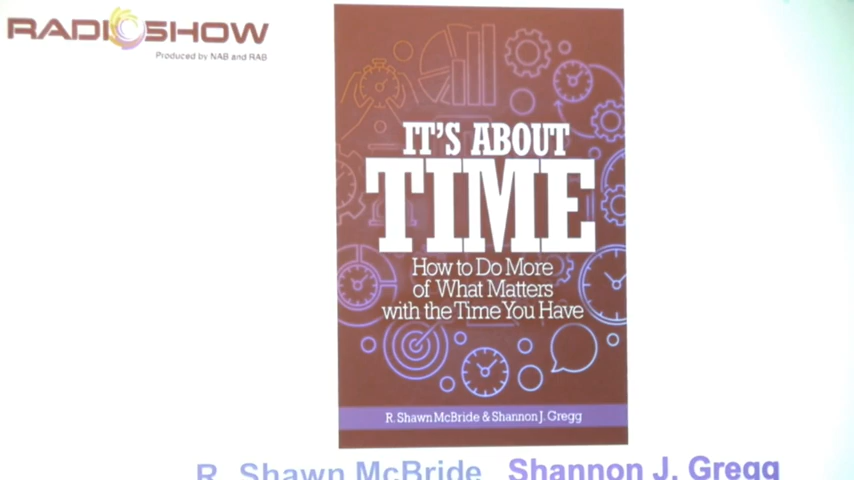 RADIOSHOW
Produced by NAB and RAB
IT'S ABOUT
TIME
How to Do More
of What Matters
with the Time You Have
R. Shawn McBride & Shannon J. Gregg
R. Shawn McBride Shannon J. Gregg